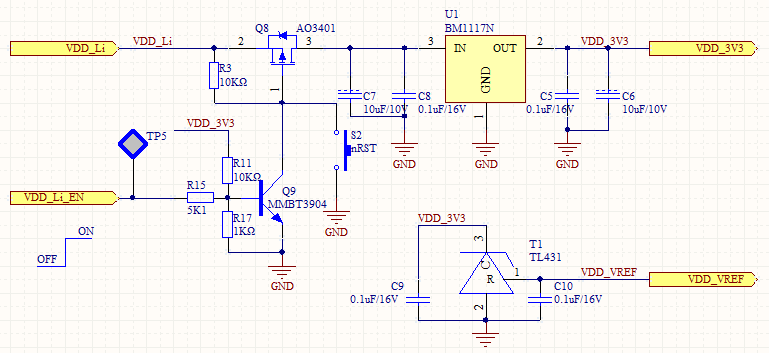 Q8 AO3401 U1
BM1117N
VDD_Li VDD_Li 2 3 3 IN OUT 2 VDD_3V3 VDD_3V3
R3
10KΩ
1
GND
C7
10uF/10V
C8
0.1uF/16V
C5
0.1uF/16V
C6
10uF/10V
1
VDD_3V3
TP5
S2
nRST
GND GND GND
R11
10KΩ
VDD_Li_EN R15
5K1
Q9
MMBT3904
R17
1KΩ
GND
VDD_3V3
ON
OFF
GND
3
T1
TL431
C
R
1 VDD_VREF VDD_VREF
C9
0.1uF/16V
C10
0.1uF/16V
2